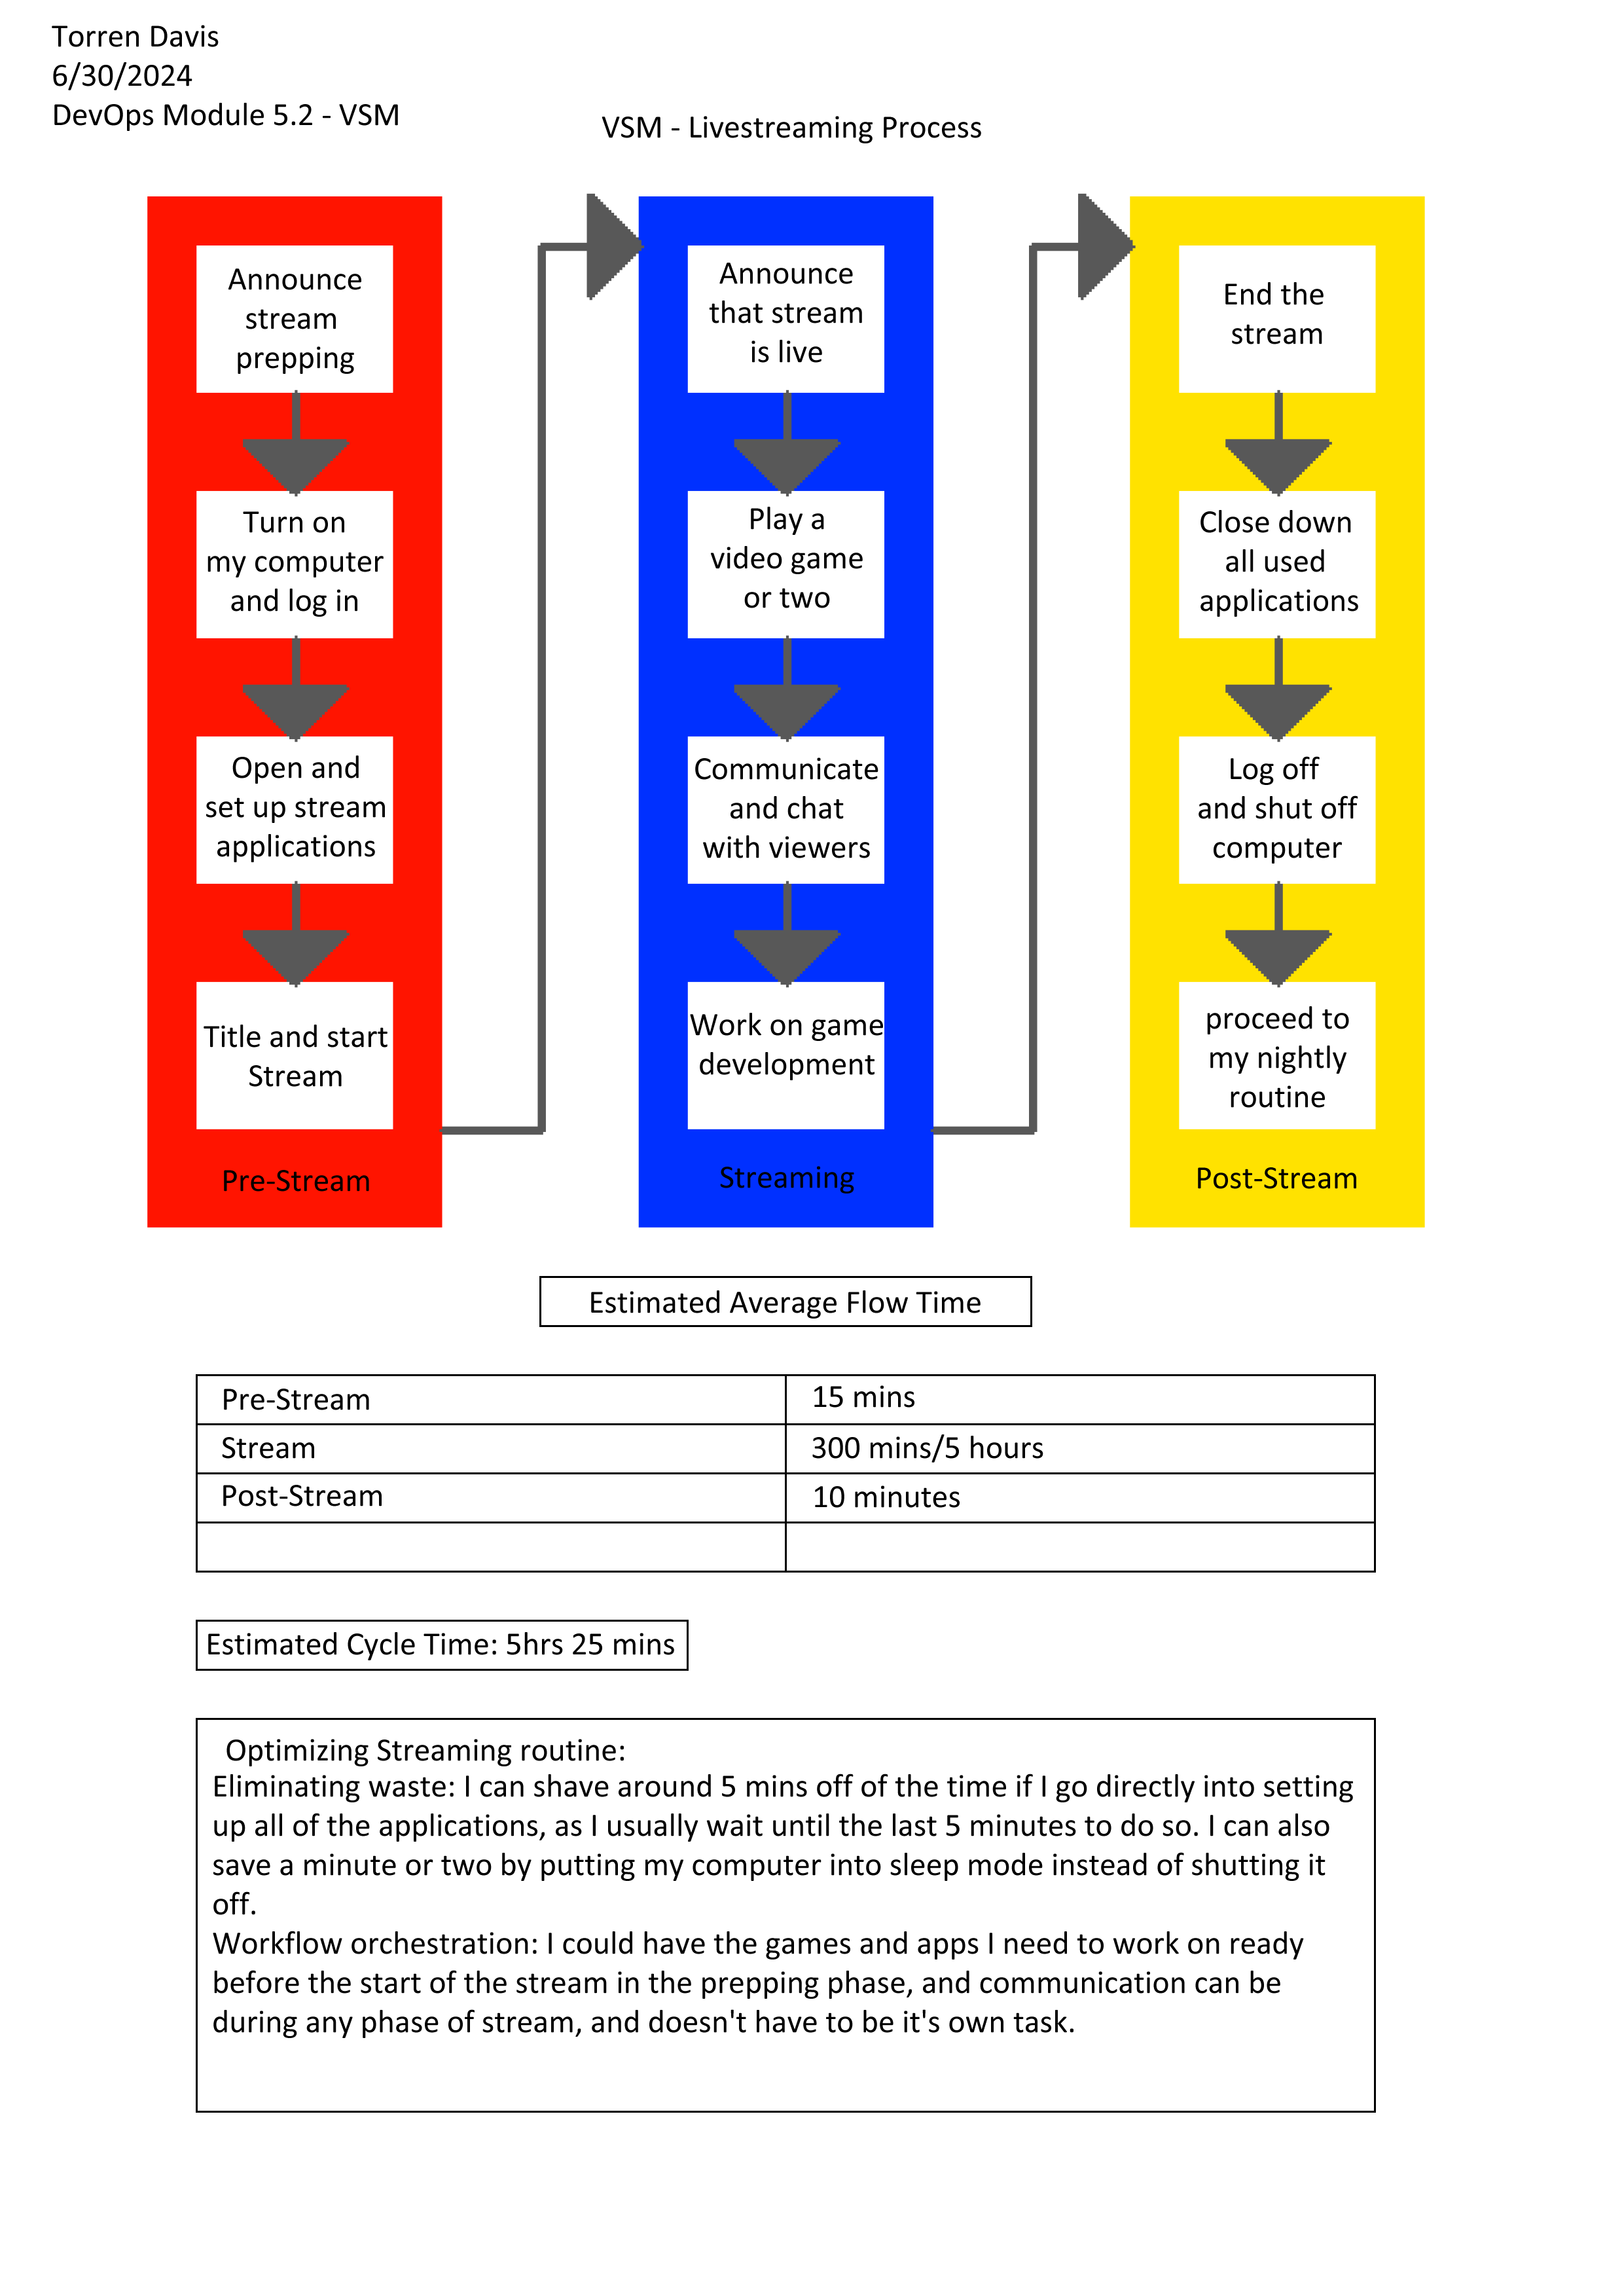 Torren Davis
6/30/2024
DevOps Module 5.2 - VSM
VSM - Livestreaming Process
Announce
stream
prepping
Turn on
my computer
and log in
Open and
set up stream
applications
Title and start
Stream
Pre-Stream
Announce
that stream
is live
Play a
video game
or two
Communicate
and chat
with viewers
Work on game
development
Streaming
End the
stream
Close down
all used
applications
Log off
and shut off
computer
proceed to
my nightly
routine
Post-Stream
Estimated Average Flow Time
Pre-Stream 15 mins
Stream 300 mins/5 hours
Post-Stream 10 minutes
Estimated Cycle Time: 5hrs 25 mins
Optimizing Streaming routine:
Eliminating waste: I can shave around 5 mins off of the time if I go directly into setting
up all of the applications, as I usually wait until the last 5 minutes to do so. I can also
save a minute or two by putting my computer into sleep mode instead of shutting it
off.
Workflow orchestration: I could have the games and apps I need to work on ready
before the start of the stream in the prepping phase, and communication can be
during any phase of stream, and doesn't have to be it's own task.